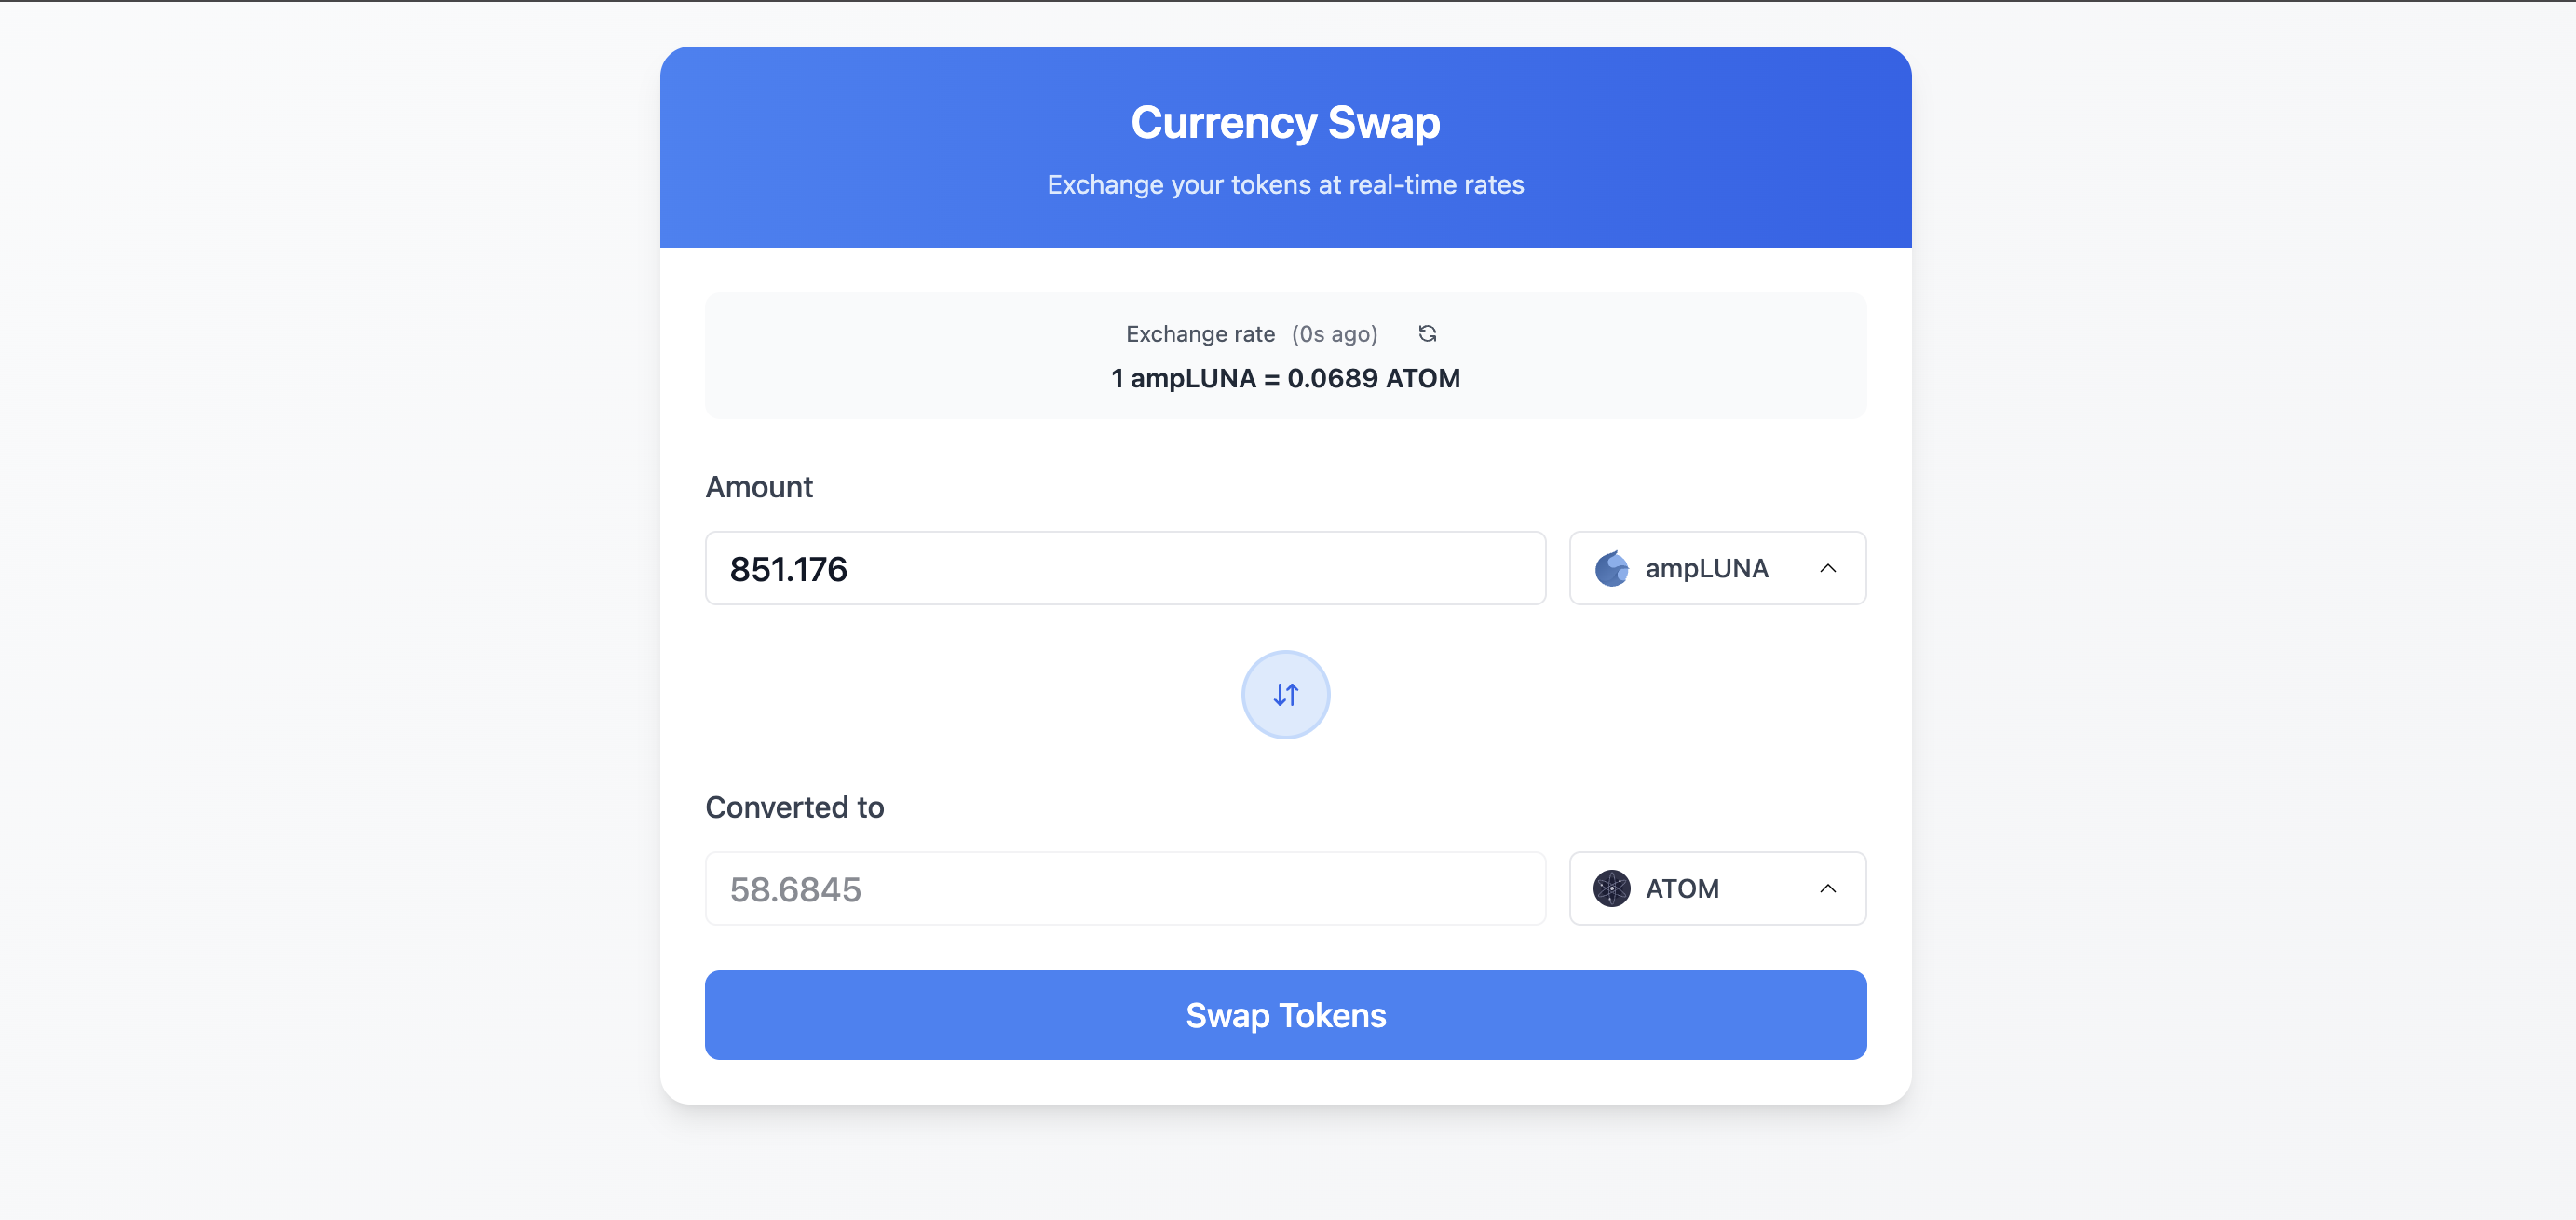 Currency Swap
Exchange your tokens at real-time rates
Exchange rate (0s ago)
1 ampLUNA = 0.0689 ATOM
Amount
851.176
ampLUNA
Converted to
58.6845
ATOM
Swap Tokens